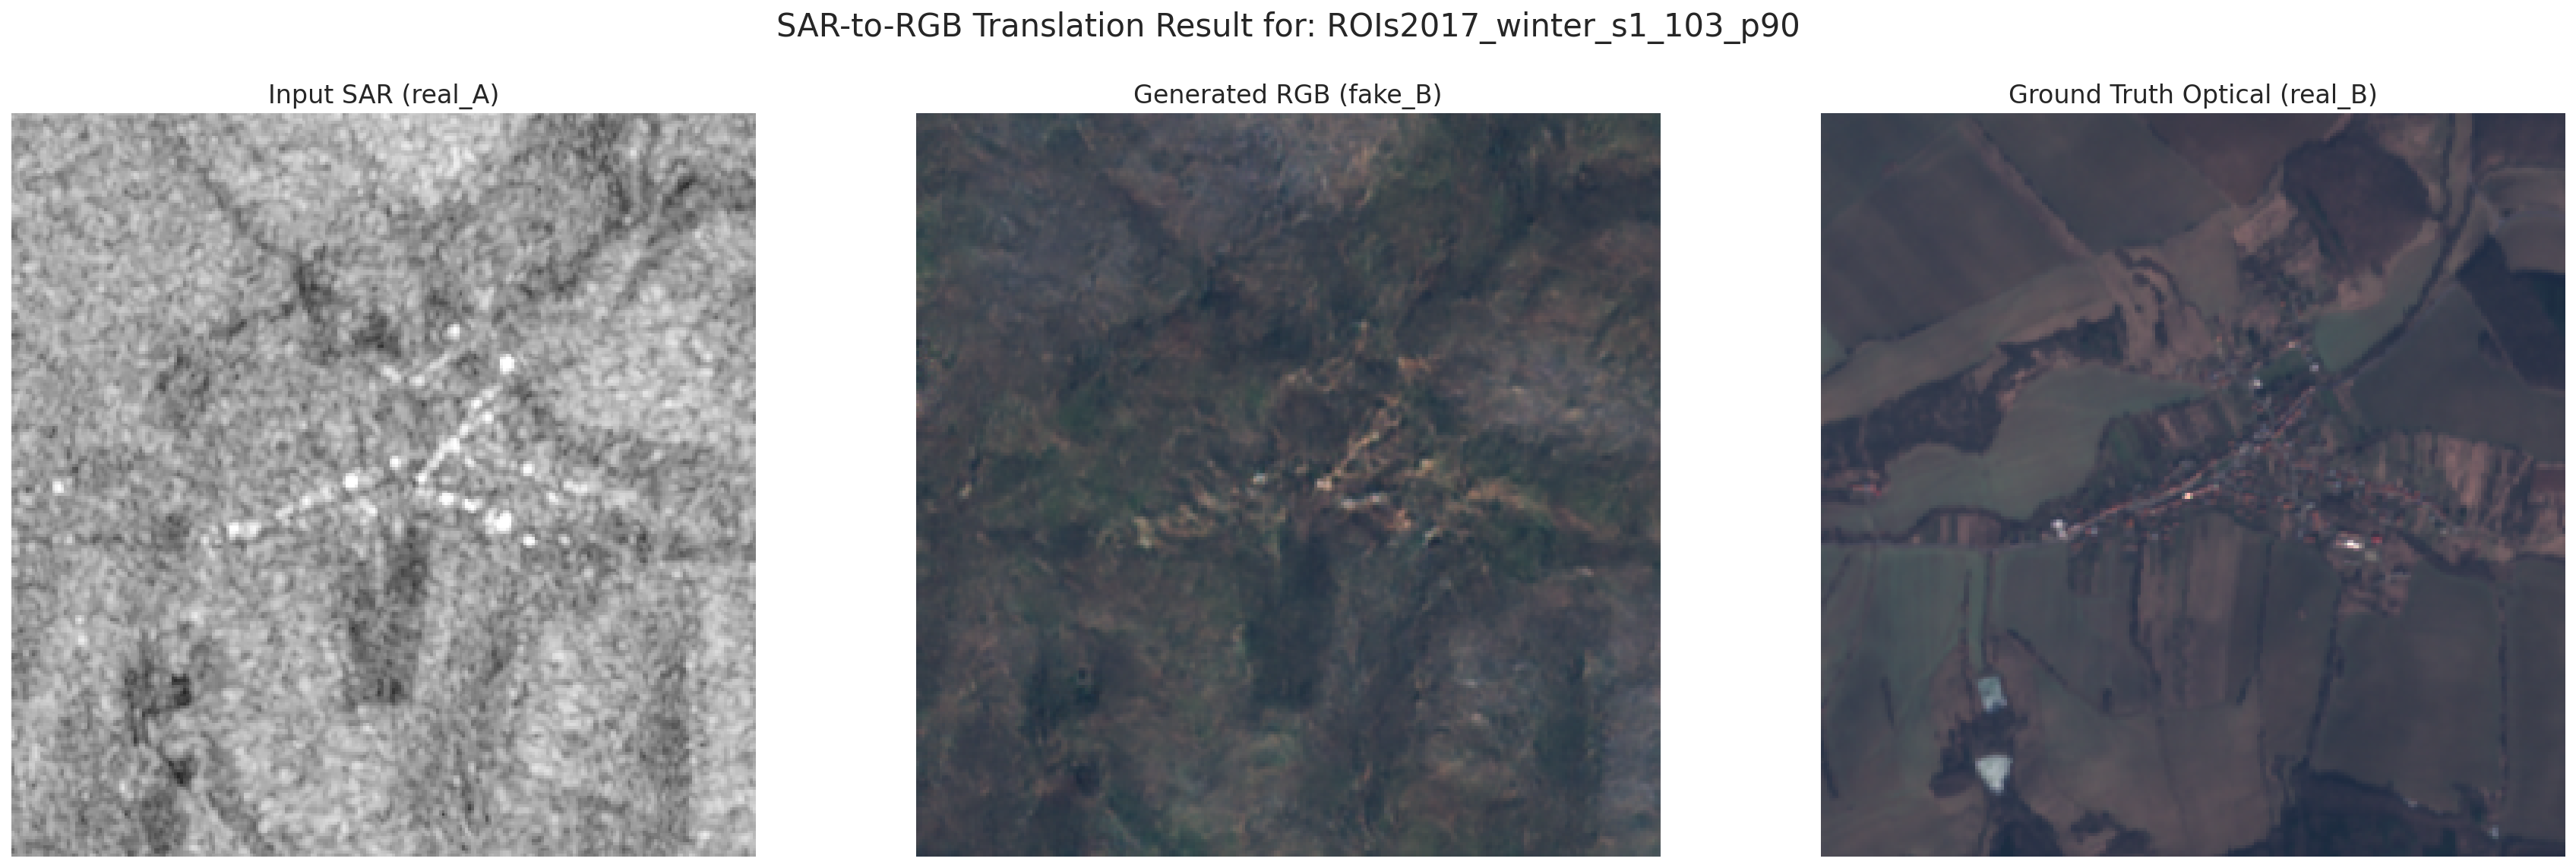 SAR-to-RGB Translation Result for: ROIs2017_winter_s1_103_p90
Input SAR (real_A)
Generated RGB (fake_B)
Ground Truth Optical (real_B)